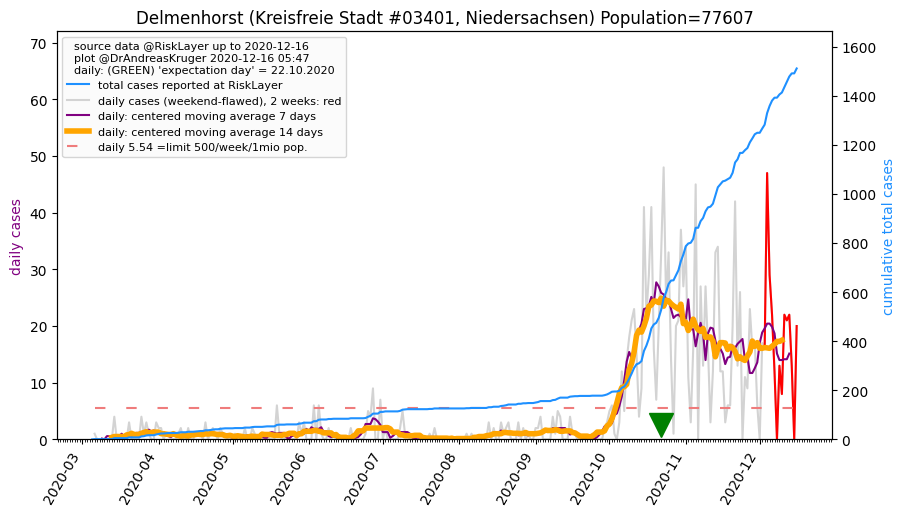 Delmenhorst (Kreisfreie Stadt #03401, Niedersachsen) Population=77607
source data @RiskLayer up to 2020-12-16
plot @DrAndreasKruger 2020-12-16 05:47
daily: (GREEN) 'expectation day' = 22.10.2020
total cases reported at RiskLayer
daily cases (weekend-flawed), 2 weeks: red
daily: centered moving average 7 days
daily: centered moving average 14 days
daily 5.54 =limit 500/week/1mio pop.
daily cases
70
60
50
40
30
20
10
0
cumulative total cases
1600
1400
1200
1000
800
600
400
200
0
2020-03
2020-04
2020-05
2020-06
2020-07
2020-08
2020-09
2020-10
2020-11
2020-12